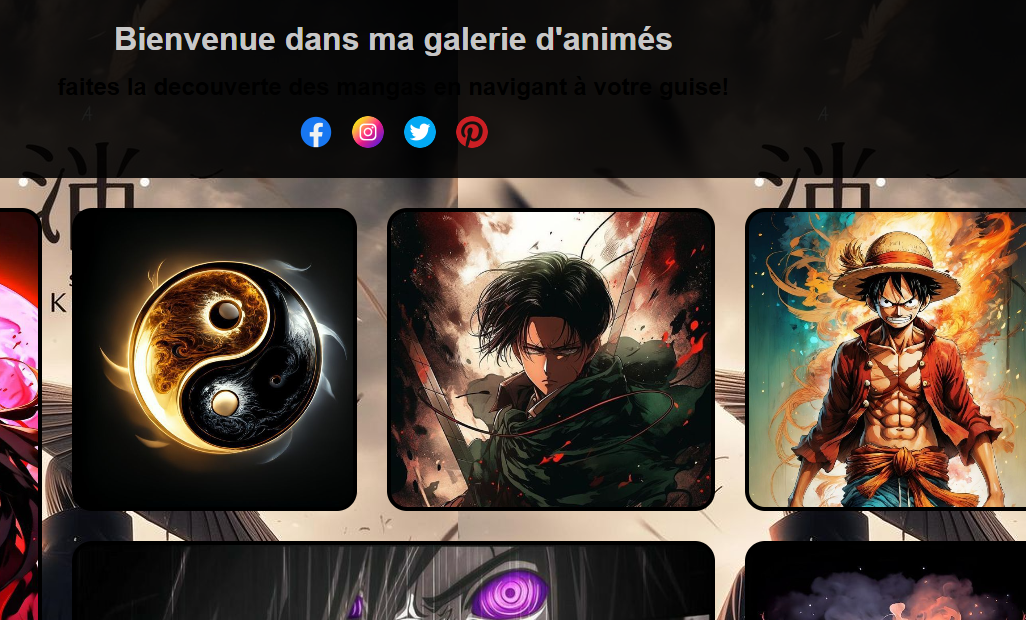 Bienvenue dans ma galerie d'animés
faites la decouverte des mangas en navigant à votre guise!
K